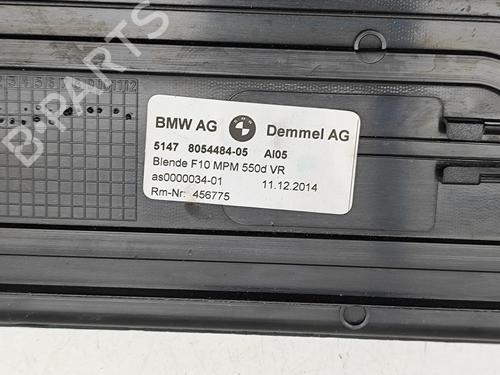 B-PARTS
BMW AG Demmel AG
5147 8054484-05 AI05
Blende F10 MPM 550d VR
as0000034-01 11.12.2014
Rm-Nr: 456775